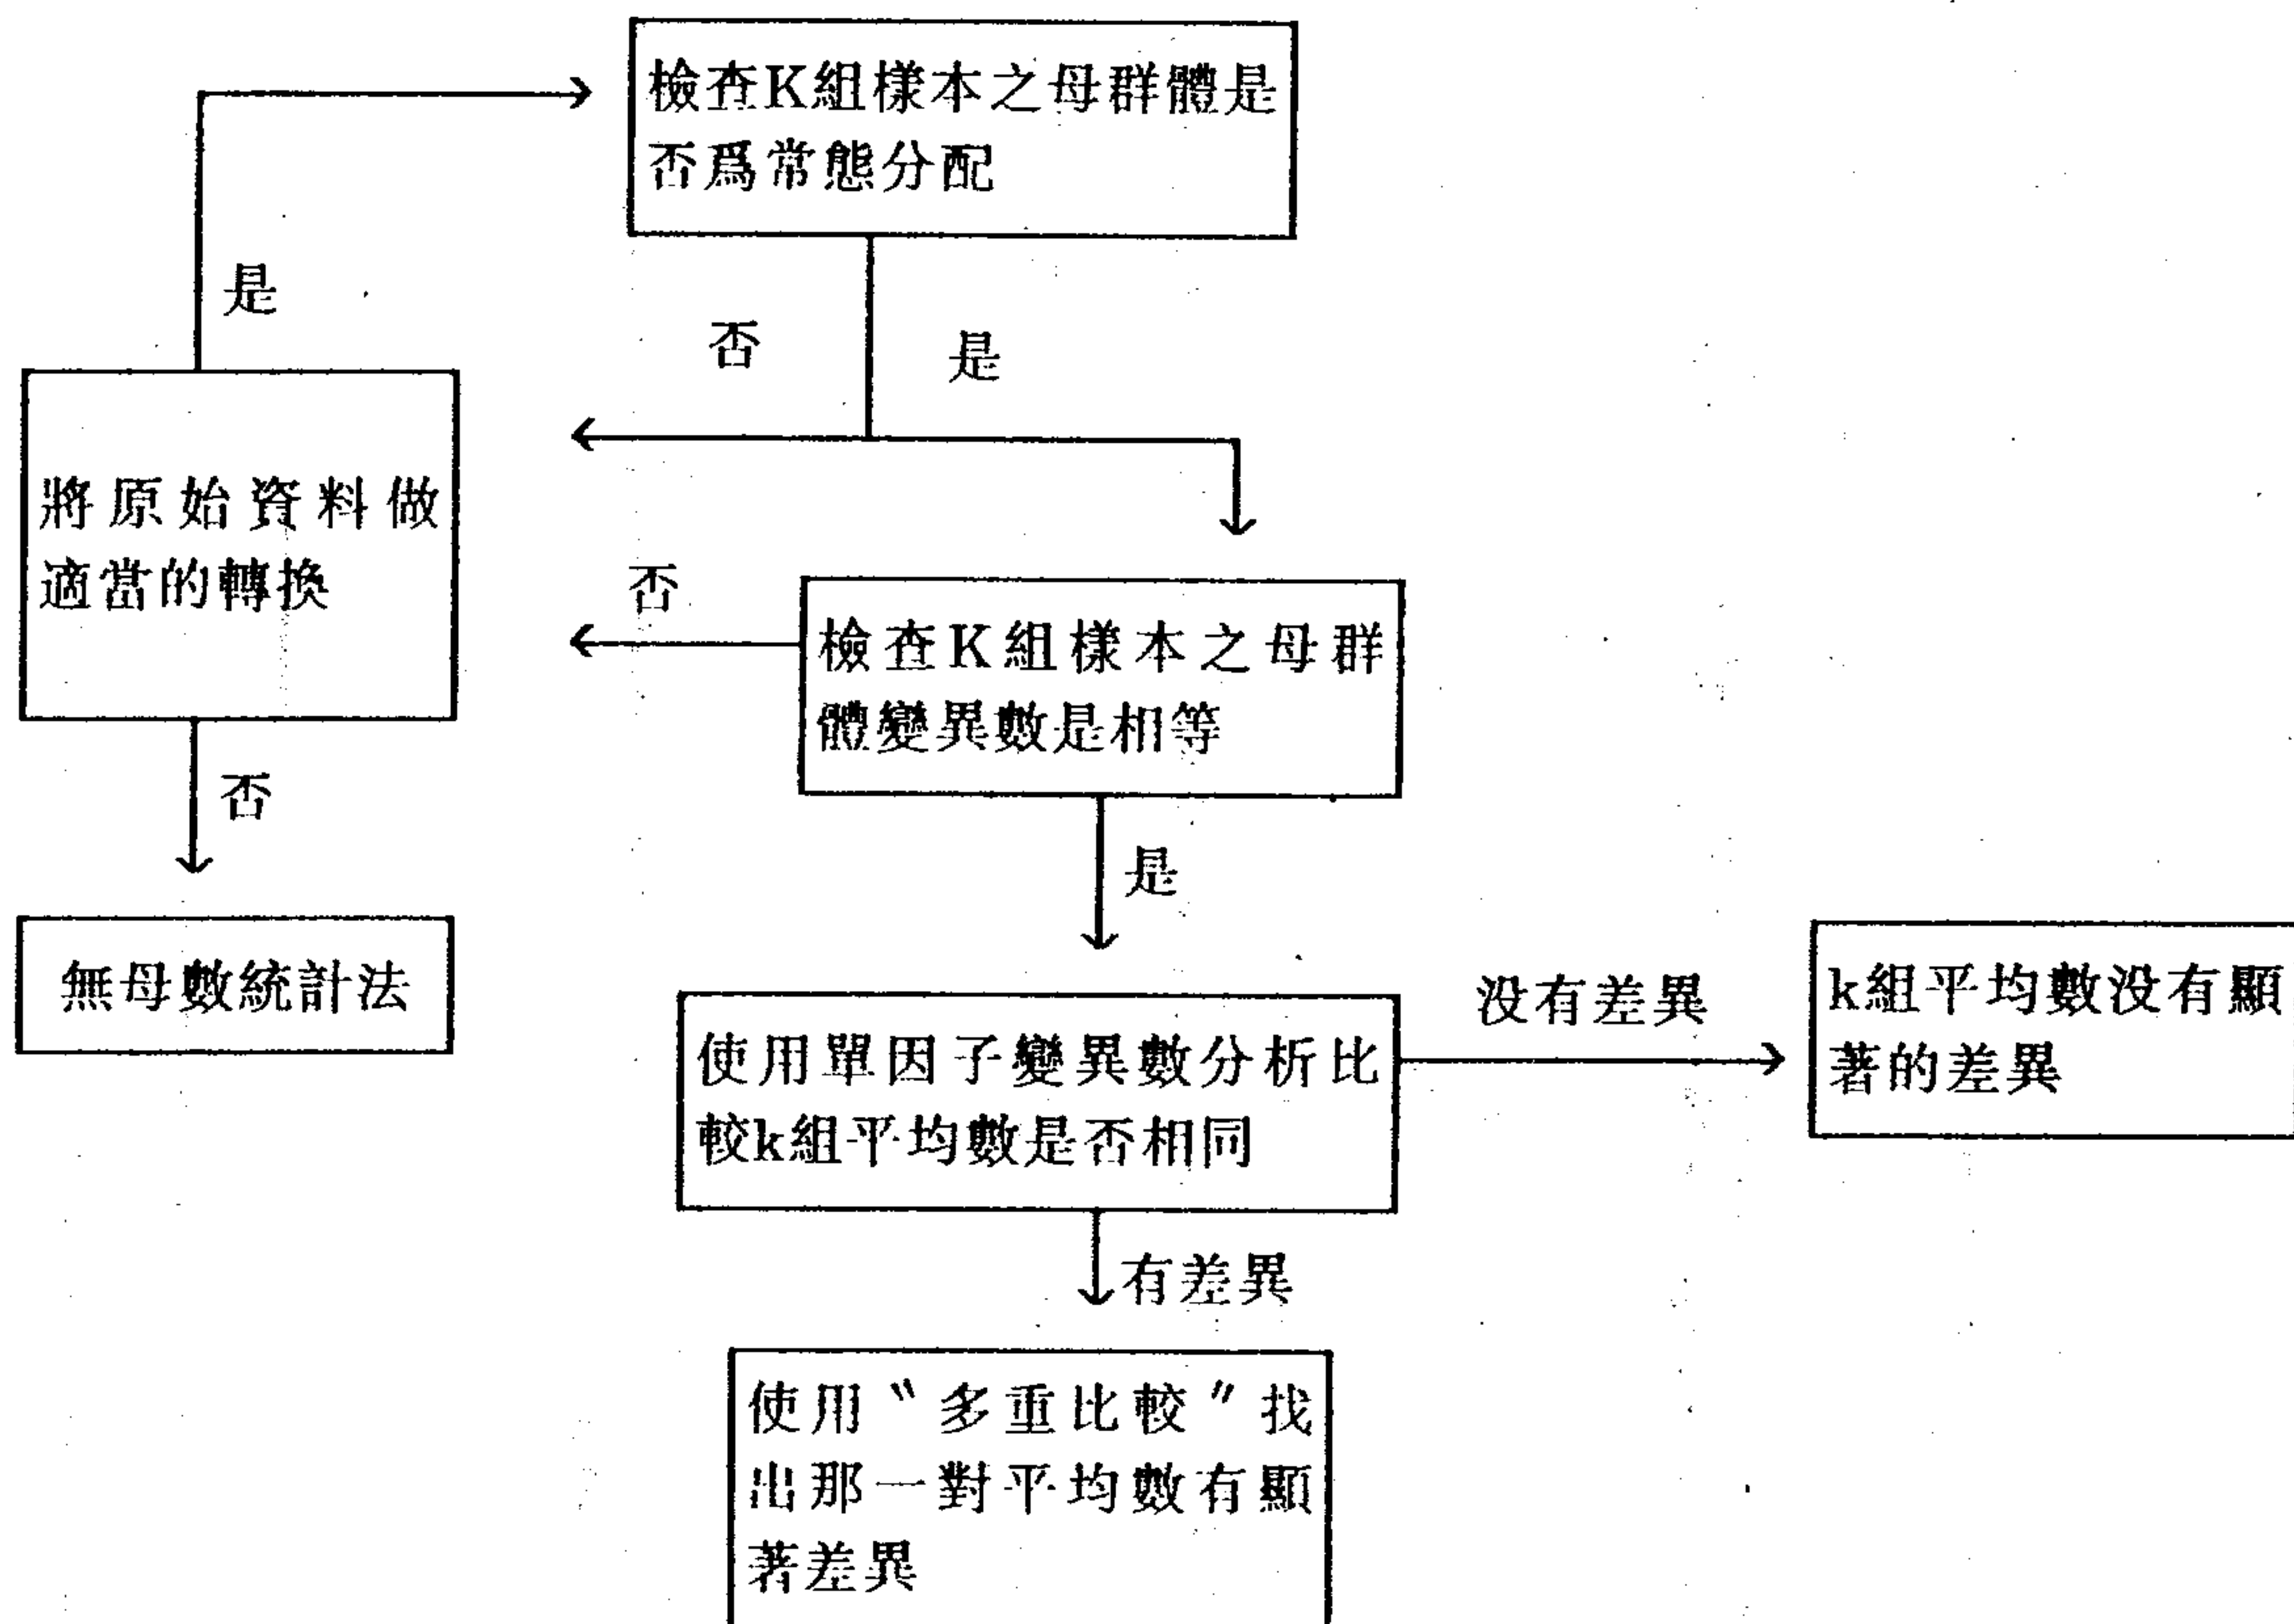 檢查K組樣本之母群體是
否爲常態分配
是
否
是
將原始資料做
適當的轉換
否
檢查K組樣本之母群
體變異數是相等
否
是
無母數統計法
使用單因子變異數分析比
較k組平均數是否相同
没有差異
k組平均數没有顯
著的差異
有差異
使用〝多重比較〞找
出那一對平均數有顯
著差異